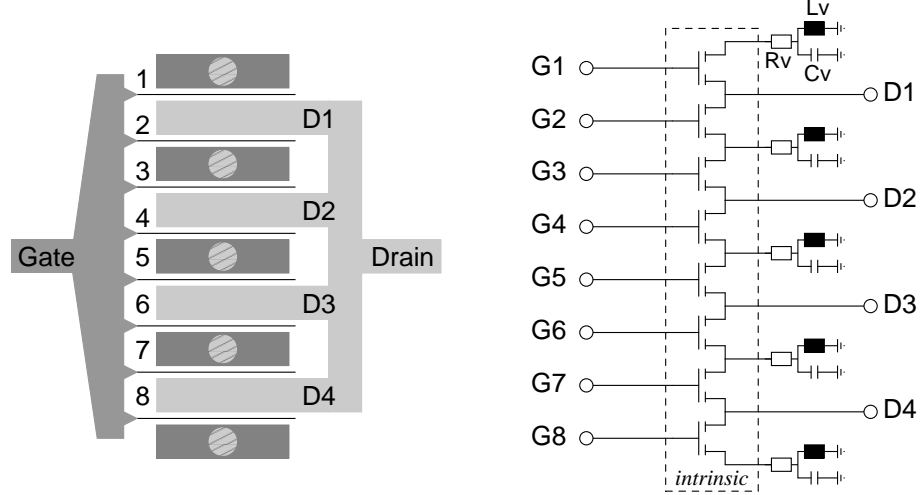 1
2
3
4
5
6
7
8
D1
D2
D3
D4
Gate
Drain
G1
G2
G3
G4
G5
G6
G7
G8
Lv
Rv
Cv
D1
D2
D3
D4
intrinsic